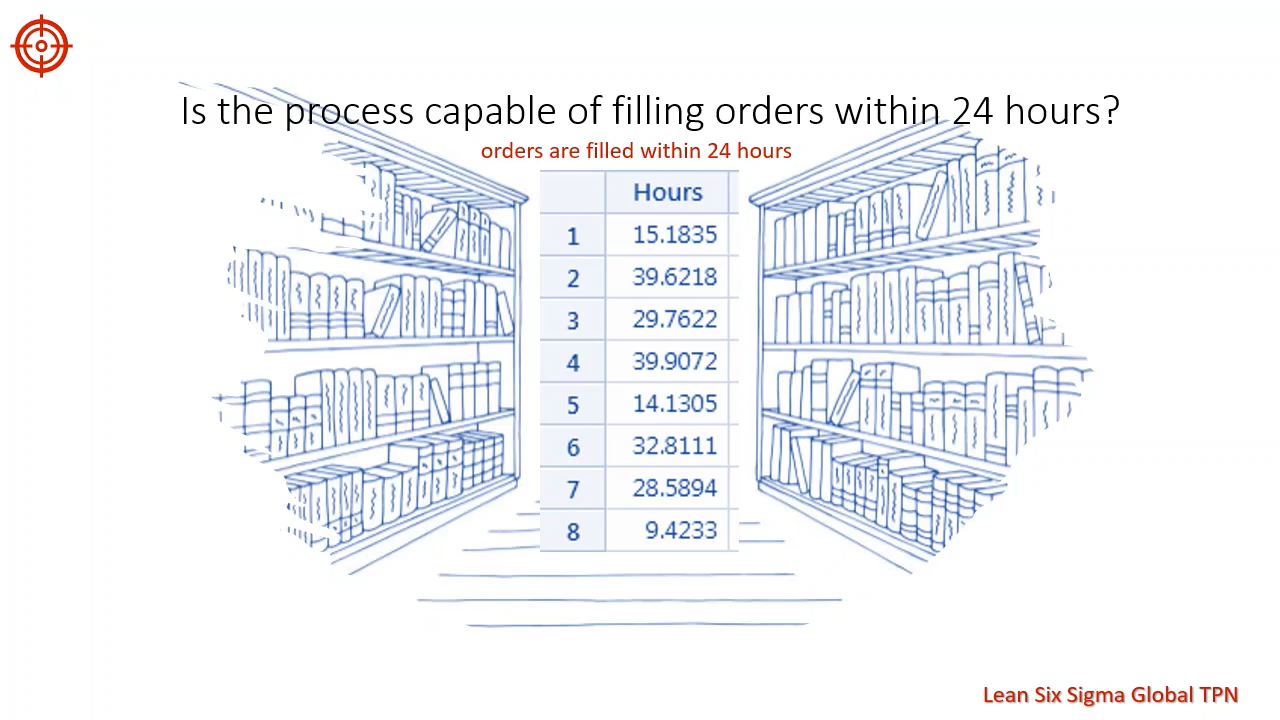 Is the process capable of filling orders within 24 hours?
orders are filled within 24 hours
Hours
1 15.1835
2 39.6218
3 29.7622
4 39.9072
5 14.1305
6 32.8111
7 28.5894
8 9.4233
Lean Six Sigma Global TPN